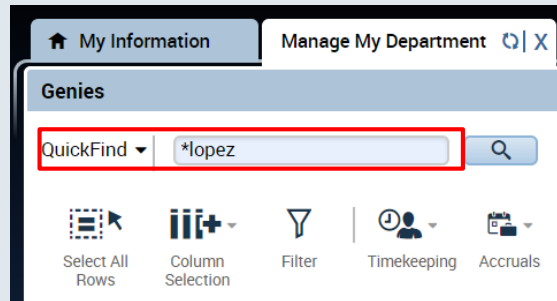 My Information Manage My Department X
Genies
QuickFind *lopez
Select All Rows Column Selection Filter Timekeeping Accruals